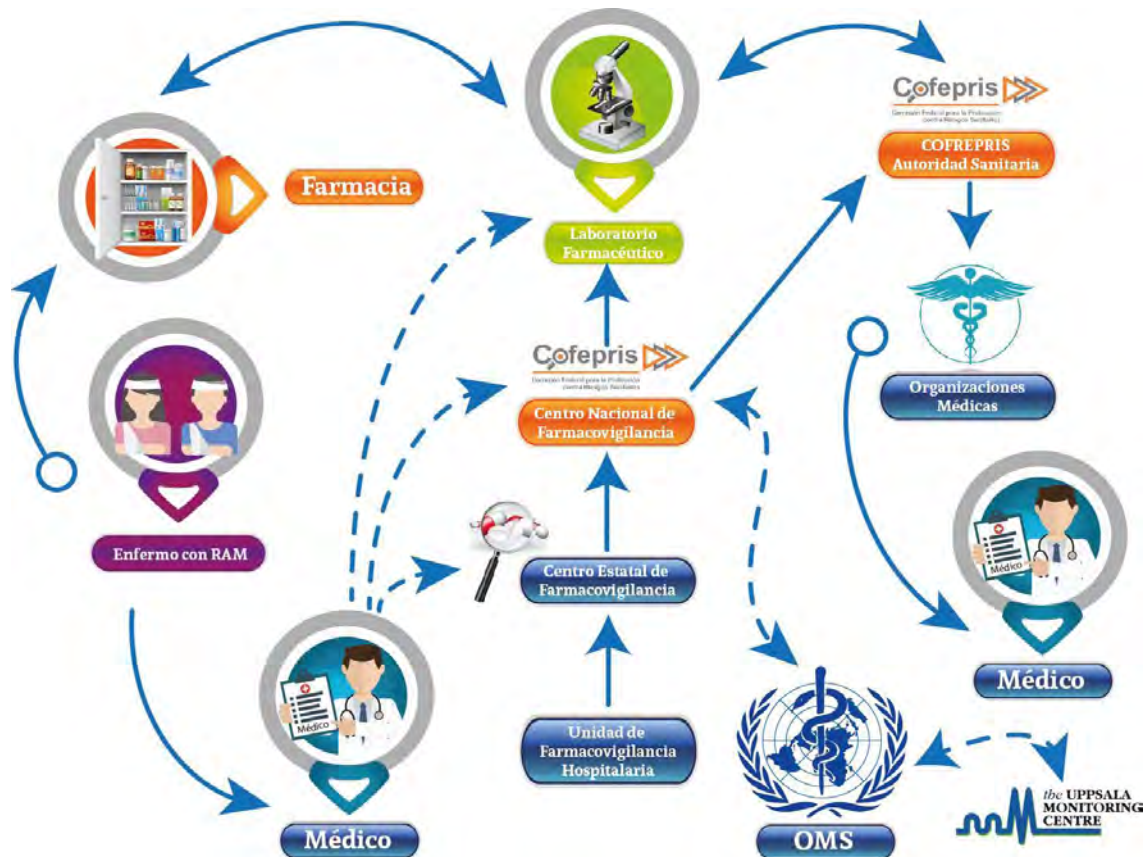 Cofepris
Comisión Federal para la Protección
contra Riesgos Sanitarios
COFREPRIS
Autoridad Sanitaria
Farmacia
Laboratorio
Farmacéutico
Cofepris
Comisión Federal para la Protección
contra Riesgos Sanitarios
Centro Nacional de
Farmacovigilancia
Organizaciones
Médicas
Enfermo con RAM
Centro Estatal de
Farmacovigilancia
Médico
Médico
Médico
Unidad de
Farmacovigilancia
Hospitalaria
Médico
OMS
the UPPSALA
MONITORING
CENTRE